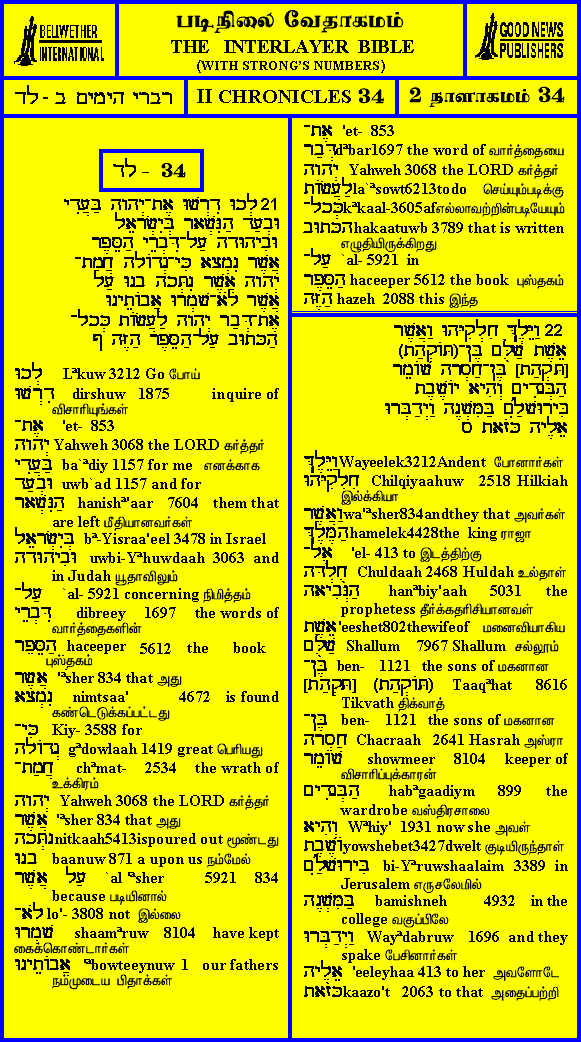 BELLWETHER
INTERNATIONAL
படிநிலை வேதாகமம்
THE INTERLAYER BIBLE
(WITH STRONG'S NUMBERS)
GOOD NEWS
PUBLISHERS
דברי הימים ב - לד
II CHRONICLES 34
2 நாளாகமம் 34
לד - 34
21 לְכוּ דִרְשׁוּ אֶת־יְהוָה בַּעֲדִי
וּבְעַד הַנִּשְׁאָר בְּיִשְׂרָאֵל
וּבִיהוּדָה עַל־דִּבְרֵי הַסֵּפֶר
אֲשֶׁר נִמְצָא כִּי־גְדוֹלָה חֲמַת־
יְהוָה אֲשֶׁר נִתְּכָה בָנוּ עַל
אֲשֶׁר לֹא־שָׁמְרוּ אֲבוֹתֵינוּ
אֶת־דְּבַר יְהוָה לַעֲשׂוֹת כְּכָל־
הַכָּתוּב עַל־הַסֵּפֶר הַזֶּה ף
לְכוּ Lᵉkuw 3212 Go போய்
דִרְשׁוּ dirshuw 1875 inquire of
விசாரியுங்கள்
אֶת־ 'et- 853
יְהוָה Yahweh 3068 the LORD கர்த்தர்
בַּעֲדִי ba`ᵃdiy 1157 for me எனக்காக
וּבְעַד uwb`ad 1157 and for
הַנִּשְׁאָר hanishᵉ'aar 7604 them that
are left மீதியானவர்கள்
בְּיִשְׂרָאֵל bᵉ-Yisraa'eel 3478 in Israel
וּבִיהוּדָה uwbi-Yᵉhuwdaah 3063 and
in Judah யூதாவிலும்
עַל־ `al- 5921 concerning நிமித்தம்
דִּבְרֵי dibreey 1697 the words of
வார்த்தைகளின்
הַסֵּפֶר haceeper 5612 the book
புஸ்தகம்
אֲשֶׁר 'ᵃsher 834 that அது
נִמְצָא nimtsaa' 4672 is found
கண்டெடுக்கப்பட்டது
כִּי־ Kiy- 3588 for
גְדוֹלָה gᵉdowlaah 1419 great பெரியது
חֲמַת־ chᵃmat- 2534 the wrath of
உக்கிரம்
יְהוָה Yahweh 3068 the LORD கர்த்தர்
אֲשֶׁר 'ᵃsher 834 that அது
נִתְּכָה nitkaah5413ispoured out மூண்டது
בָנוּ baanuw 871 a upon us நம்மேல்
עַל אֲשֶׁר `al ᵃsher 5921 834
because படியினால்
לֹא־ lo'- 3808 not இல்லை
שָׁמְרוּ shaamᵉruw 8104 have kept
கைக்கொண்டார்கள்
אֲבוֹתֵינוּ ᵃbowteeynuw 1 our fathers
நம்முடைய பிதாக்கள்
אֶת־ 'et- 853
דְּבַר dᵉbar1697 the word of வார்த்தையை
יְהוָה Yahweh 3068 the LORD கர்த்தர்
לַעֲשׂוֹת la`ᵃsowt6213todo செய்யும்படிக்கு
כְּכָל־ kᵉkaal-3605afஎல்லாவற்றின்படியேயும்
הַכָּתוּב hakaatuwb 3789 that is written
எழுதியிருக்கிறது
עַל־ `al- 5921 in
הַסֵּפֶר haceeper 5612 the book புஸ்தகம்
הַזֶּה hazeh 2088 this இந்த
22 וַיֵּלֶךְ חִלְקִיָּהוּ וַאֲשֶׁר
אֵשֶׁת שַׁלֻּם בֶּן־(תּוֹקְהַת)
[תָּקְהַת] בֶּן־חַסְרָה שׁוֹמֵר
הַבְּגָדִים וְהִיא יוֹשֶׁבֶת
בִּירוּשָׁלַיִם בַּמִּשְׁנֶה וַיְדַבְּרוּ
אֵלֶיהָ כָּזֹאת ס
וַיֵּלֶךְ Wayeelek3212Andent போனார்கள்
חִלְקִיָּהוּ Chilqiyaahuw 2518 Hilkiah
இல்க்கியா
וַאֲשֶׁר wa'ᵃsher834andthey that அவர்கள்
הַמֶּלֶךְ hamelek4428the king ராஜா
אֶל־ 'el- 413 to இடத்திற்கு
חֻלְדָּה Chuldaah 2468 Huldah உல்தாள்
הַנְּבִיאָה hanᵉbiy'aah 5031 the
prophetess தீர்க்கதரிசியானவள்
אֵשֶׁת 'eeshet802thewifeof மனைவியாகிய
שַׁלֻּם Shallum 7967 Shallum சல்லூம்
בֶּן־ ben- 1121 the sons of மகனான
[תָּקְהַת] (תּוֹקְהַת) Taaqᵉhat 8616
Tikvath திக்வாத்
בֶּן־ ben- 1121 the sons of மகனான
חַסְרָה Chacraah 2641 Hasrah அஸ்ரா
שׁוֹמֵר showmeer 8104 keeper of
விசாரிப்புக்காரன்
הַבְּגָדִים habᵉgaadiym 899 the
wardrobe வஸ்திரசாலை
וְהִיא Wᵉhiy' 1931 now she அவள்
יוֹשֶׁבֶת yowshebet3427dwelt குடியிருந்தாள்
בִּירוּשָׁלַיִם bi-Yᵉruwshaalaim 3389 in
Jerusalem எருசலேமில்
בַּמִּשְׁנֶה bamishneh 4932 in the
college வகுப்பிலே
וַיְדַבְּרוּ Wayᵉdabruw 1696 and they
spake பேசினார்கள்
אֵלֶיהָ 'eeleyhaa 413 to her அவளோடே
כָּזֹאת kaazo't 2063 to that அதைப்பற்றி